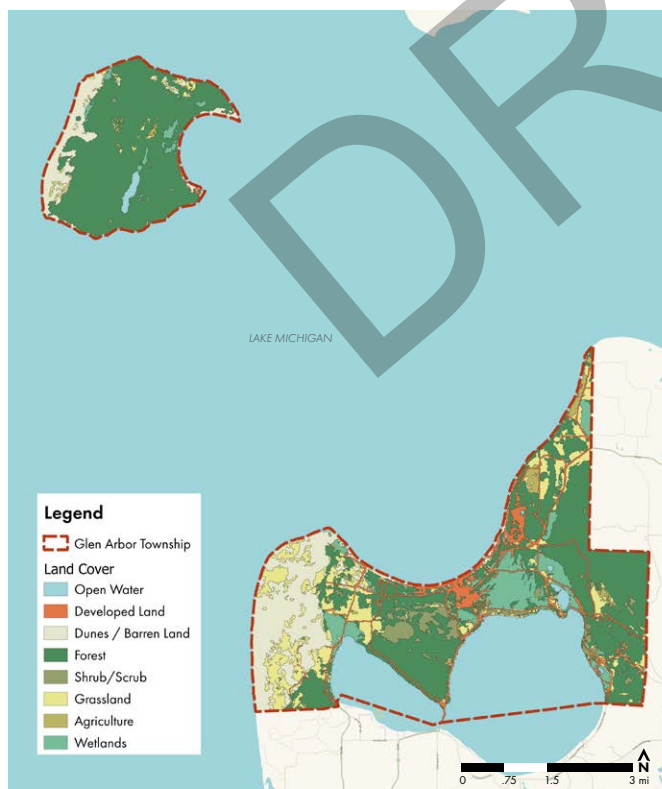 DR
LAKE MICHIGAN
Legend
Glen Arbor Township
Land Cover
Open Water
Developed Land
Dunes / Barren Land
Forest
Shrub/Scrub
Grassland
Agriculture
Wetlands
N
0 .75 1.5 3 mi